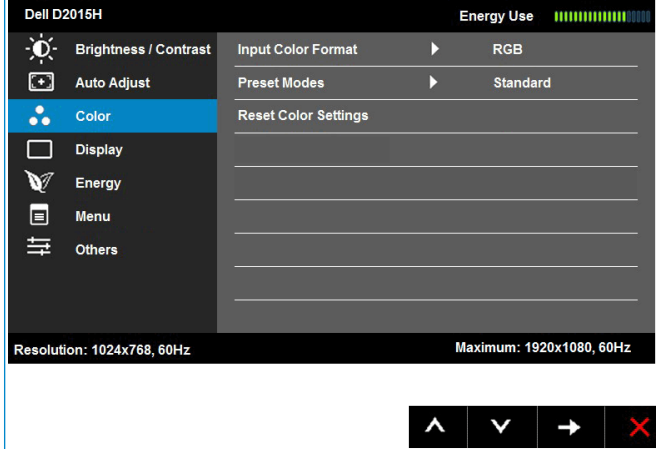 Dell D2015H Energy Use
Brightness / Contrast Input Color Format RGB
Auto Adjust Preset Modes Standard
Color Reset Color Settings
Display
Energy
Menu
Others
Resolution: 1024x768, 60Hz Maximum: 1920x1080, 60Hz